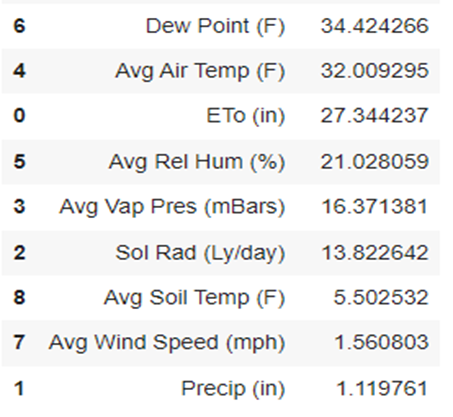 6 Dew Point (F) 34.424266
4 Avg Air Temp (F) 32.009295
0 ETo (in) 27.344237
5 Avg Rel Hum (%) 21.028059
3 Avg Vap Pres (mBars) 16.371381
2 Sol Rad (Ly/day) 13.822642
8 Avg Soil Temp (F) 5.502532
7 Avg Wind Speed (mph) 1.560803
1 Precip (in) 1.119761